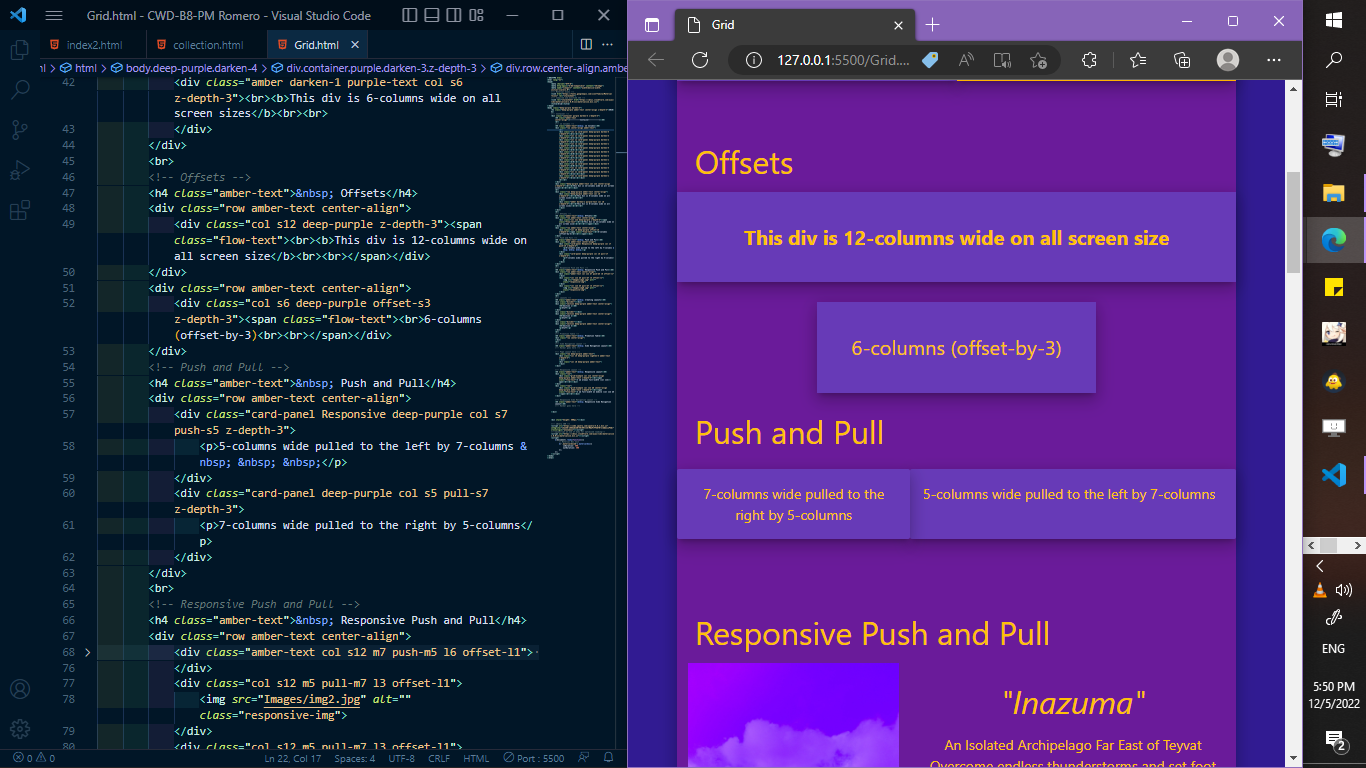 Grid.html - CWD-B8-PM Romero - Visual Studio Code
index2.html
collection.html
Grid.html
html
body.deep-purple.darken-4
div.container.purple.darken-3.z-depth-3
div.row.center-align.amber
42 <div class="amber darken-1 purple-text col s6
z-depth-3"><br><b>This div is 6-columns wide on all
screen sizes</b><br><br>
43 </div>
44 </div>
45 <br>
46 <!-- Offsets -->
47 <h4 class="amber-text">&nbsp; Offsets</h4>
48 <div class="row amber-text center-align">
49 <div class="col s12 deep-purple z-depth-3"><span
class="flow-text"><br><b>This div is 12-columns wide on
all screen size</b><br><br></span></div>
50 </div>
51 <div class="row amber-text center-align">
52 <div class="col s6 deep-purple offset-s3
z-depth-3"><span class="flow-text"><br>6-columns
(offset-by-3)<br><br></span></div>
53 </div>
54 <!-- Push and Pull -->
55 <h4 class="amber-text">&nbsp; Push and Pull</h4>
56 <div class="row amber-text center-align">
57 <div class="card-panel Responsive deep-purple col s7
push-s5 z-depth-3">
58 <p>5-columns wide pulled to the left by 7-columns &
nbsp; &nbsp; &nbsp;</p>
59 </div>
60 <div class="card-panel deep-purple col s5 pull-s7
z-depth-3">
61 <p>7-columns wide pulled to the right by 5-columns</
p>
62 </div>
63 </div>
64 <br>
65 <!-- Responsive Push and Pull -->
66 <h4 class="amber-text">&nbsp; Responsive Push and Pull</h4>
67 <div class="row amber-text center-align">
68 <div class="amber-text col s12 m7 push-m5 l6 offset-l1">
76 </div>
77 <div class="col s12 m5 pull-m7 l3 offset-l1">
78 <img src="Images/img2.jpg" alt=""
class="responsive-img">
79 </div>
80 <div class="col s12 m5 pull-m7 l3 offset-l1">
0 0
Ln 22, Col 17
Spaces: 4
UTF-8
CRLF
HTML
Port : 5500
Grid
127.0.0.1:5500/Grid....
Offsets
This div is 12-columns wide on all screen size
6-columns (offset-by-3)
Push and Pull
7-columns wide pulled to the
right by 5-columns
5-columns wide pulled to the left by 7-columns
Responsive Push and Pull
"Inazuma"
An Isolated Archipelago Far East of Teyvat
Overcome endless thunderstorms and set foot
ENG
5:50 PM
12/5/2022
2